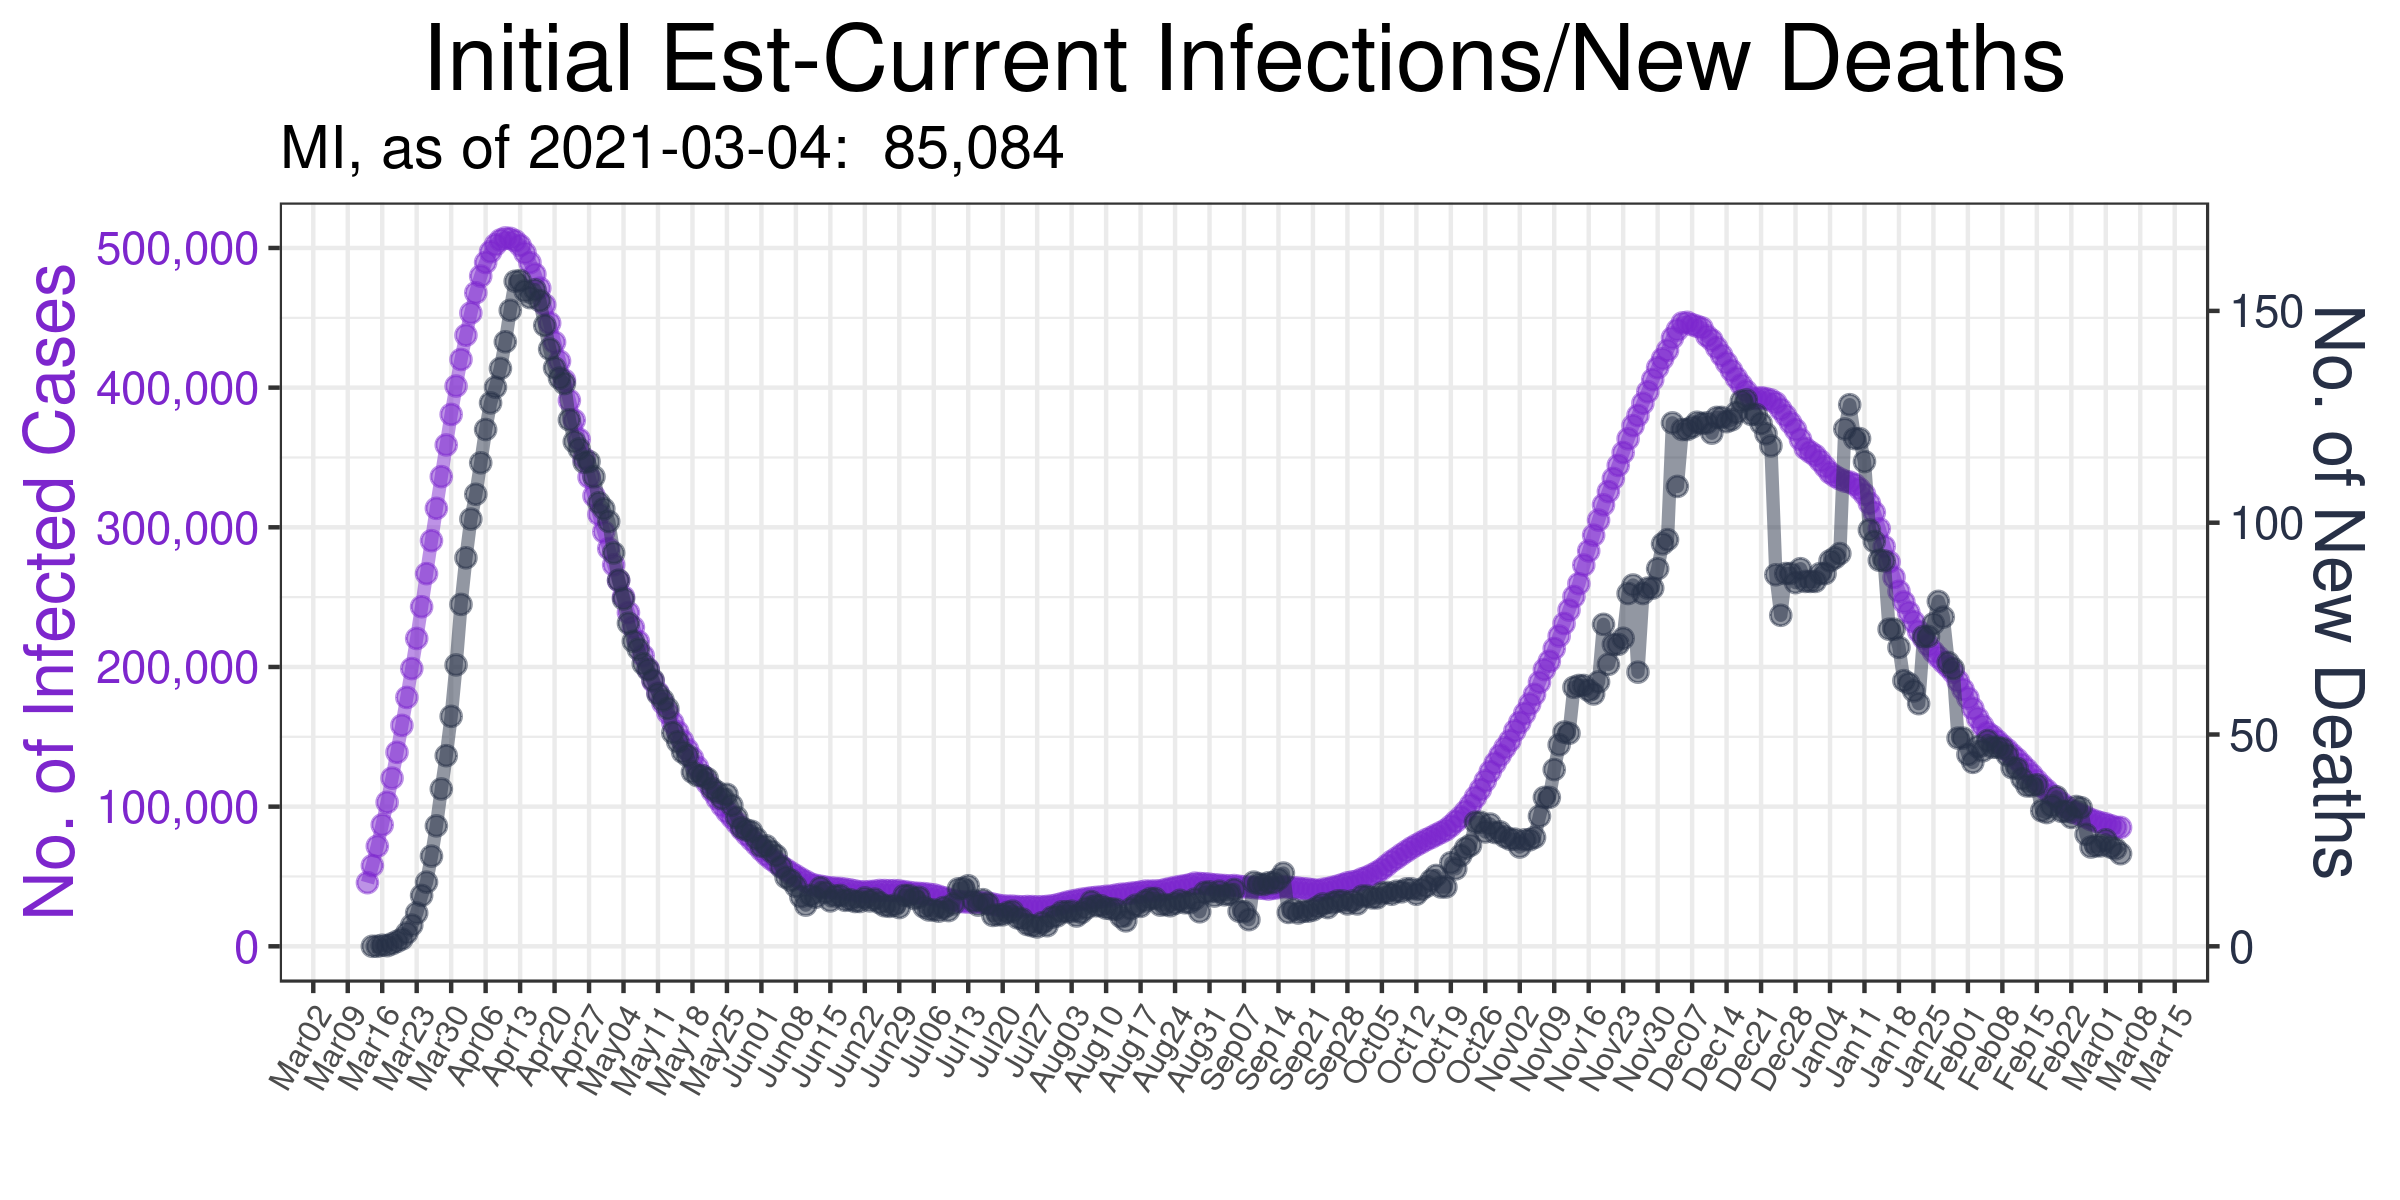 Initial Est-Current Infections/New Deaths
MI, as of 2021-03-04:  85,084
No. of Infected Cases
500,000
400,000
300,000
200,000
100,000
0
150
100
50
0
No. of New Deaths
Mar02
Mar09
Mar16
Mar23
Mar30
Apr06
Apr13
Apr20
Apr27
May04
May11
May18
May25
Jun01
Jun08
Jun15
Jun22
Jun29
Jul06
Jul13
Jul20
Jul27
Aug03
Aug10
Aug17
Aug24
Aug31
Sep07
Sep14
Sep21
Sep28
Oct05
Oct12
Oct19
Oct26
Nov02
Nov09
Nov16
Nov23
Nov30
Dec07
Dec14
Dec21
Dec28
Jan04
Jan11
Jan18
Jan25
Feb01
Feb08
Feb15
Feb22
Mar01
Mar08
Mar15